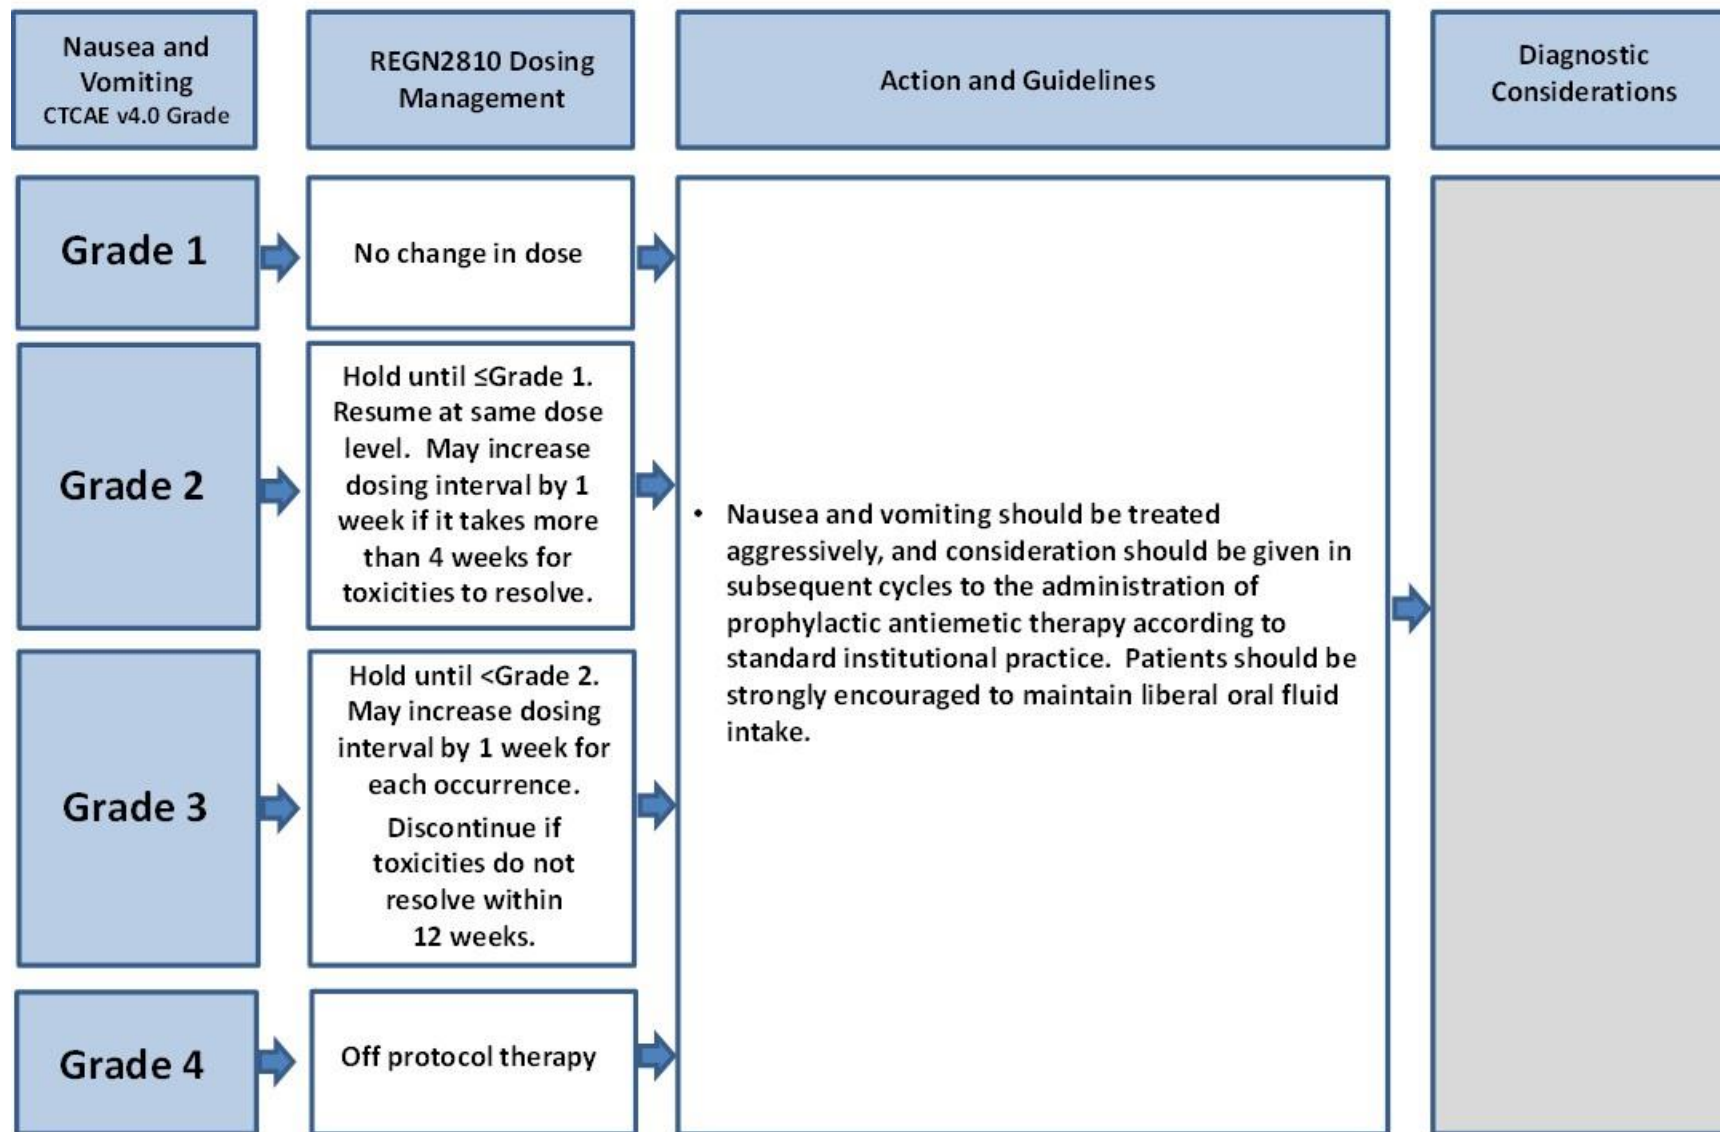 Nausea and
Vomiting
CTCAE v4.0 Grade
REGN2810 Dosing
Management
Action and Guidelines
Diagnostic
Considerations
Grade 1
No change in dose
Grade 2
Hold until ≤Grade 1.
Resume at same dose
level.  May increase
dosing interval by 1
week if it takes more
than 4 weeks for
toxicities to resolve.
Grade 3
Hold until <Grade 2.
May increase dosing
interval by 1 week for
each occurrence.
Discontinue if
toxicities do not
resolve within
12 weeks.
Grade 4
Off protocol therapy
• Nausea and vomiting should be treated
aggressively, and consideration should be given in
subsequent cycles to the administration of
prophylactic antiemetic therapy according to
standard institutional practice.  Patients should be
strongly encouraged to maintain liberal oral fluid
intake.